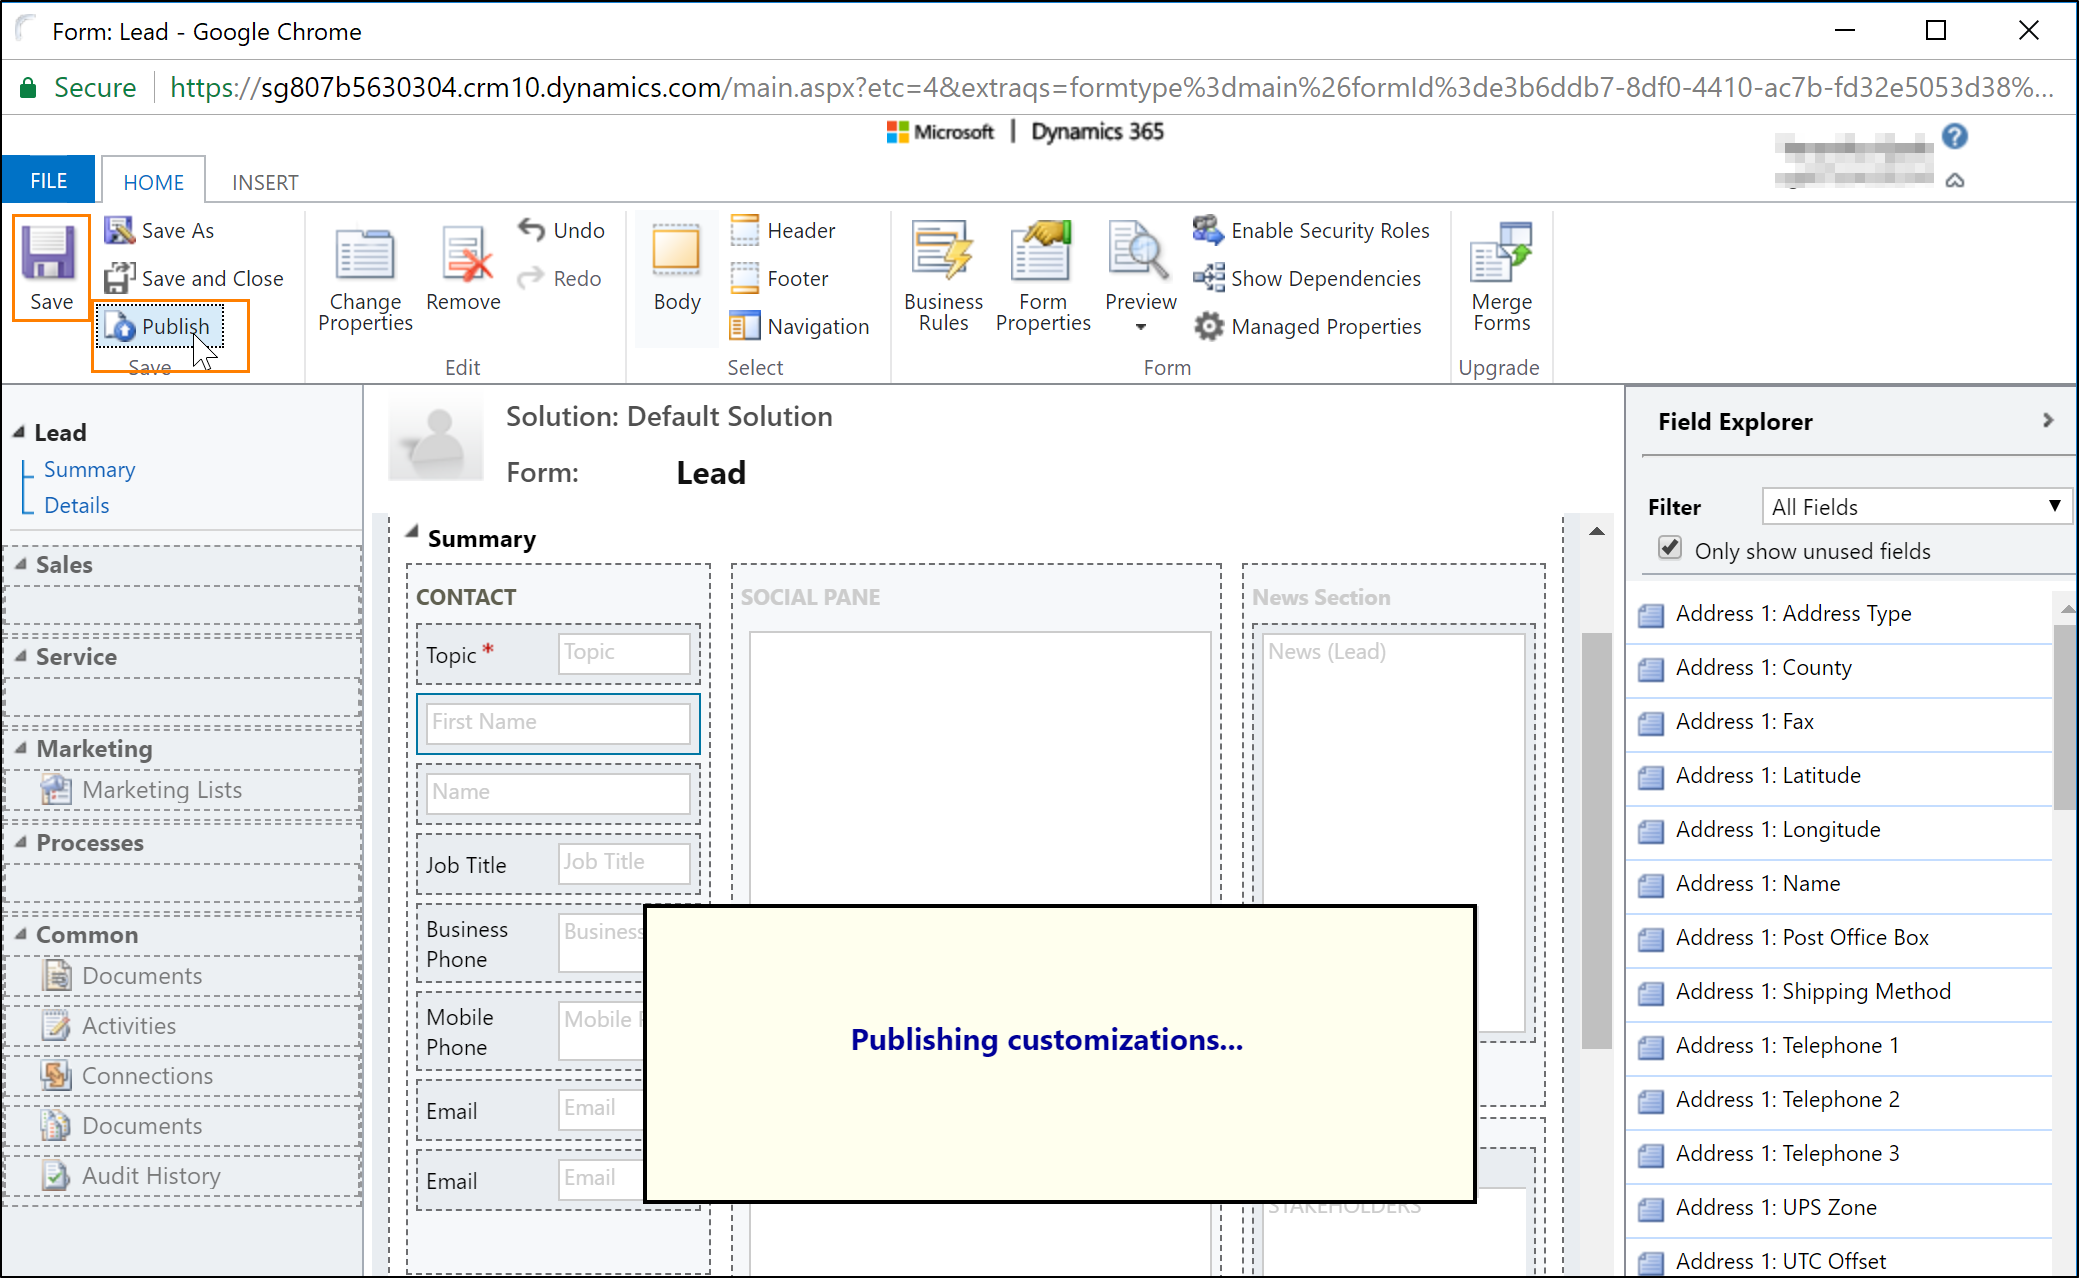 Form: Lead - Google Chrome
Secure https://sg807b5630304.crm10.dynamics.com/main.aspx?etc=4&extraqs=formtype%3dmain%26formId%3de3b6ddb7-8df0-4410-ac7b-fd32e5053d38%...
Microsoft | Dynamics 365
FILE HOME INSERT
Save
Save As
Save and Close
Publish
Save
Change Properties
Remove
Undo
Redo
Edit
Body
Header
Footer
Navigation
Select
Business Rules
Form Properties
Preview
Enable Security Roles
Show Dependencies
Managed Properties
Form
Merge Forms
Upgrade
Lead
Summary
Details
Sales
Service
Marketing
Marketing Lists
Processes
Common
Documents
Activities
Connections
Documents
Audit History
Solution: Default Solution
Form: Lead
Summary
CONTACT
Topic * Topic
First Name
Name
Job Title Job Title
Business Phone Business
Mobile Phone Mobile
Email Email
Email Email
SOCIAL PANE
News Section
News (Lead)
Publishing customizations...
STAKEHOLDERS
Field Explorer
Filter All Fields
Only show unused fields
Address 1: Address Type
Address 1: County
Address 1: Fax
Address 1: Latitude
Address 1: Longitude
Address 1: Name
Address 1: Post Office Box
Address 1: Shipping Method
Address 1: Telephone 1
Address 1: Telephone 2
Address 1: Telephone 3
Address 1: UPS Zone
Address 1: UTC Offset